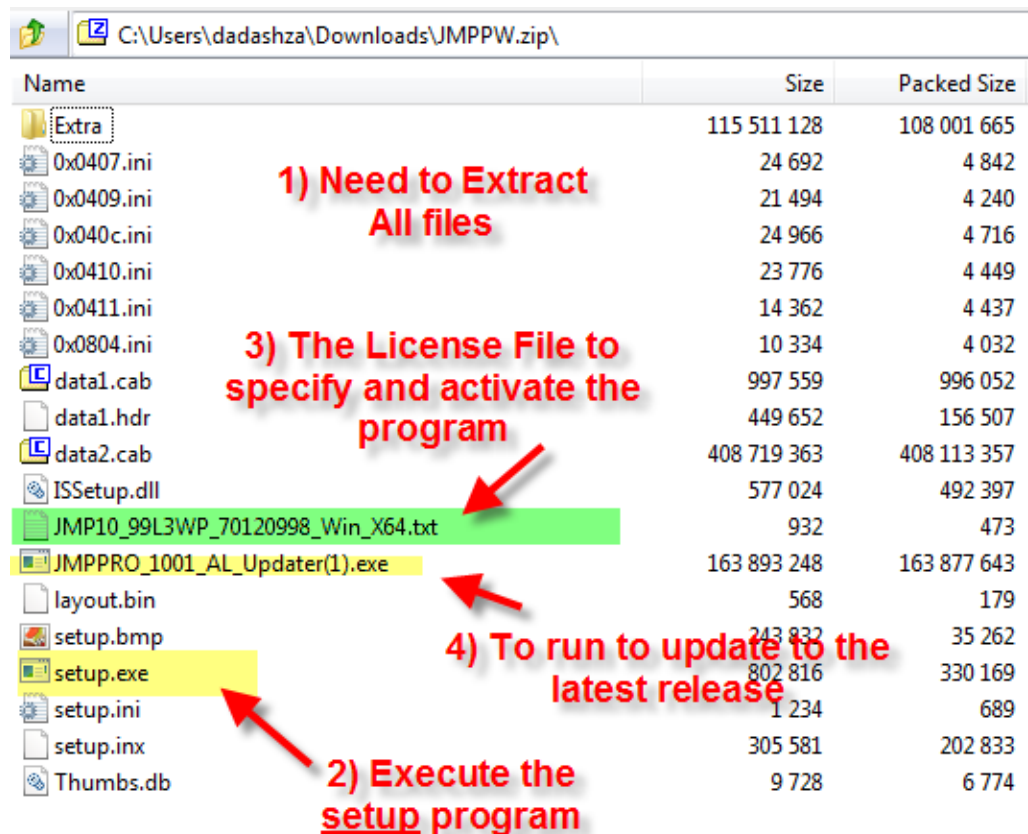 C:\Users\dadashza\Downloads\JMPPW.zip\
Name Size Packed Size
Extra 115 511 128 108 001 665
0x0407.ini 24 692 4 842
0x0409.ini 21 494 4 240
0x040c.ini 24 966 4 716
0x0410.ini 23 776 4 449
0x0411.ini 14 362 4 437
0x0804.ini 10 334 4 032
data1.cab 997 559 996 052
data1.hdr 449 652 156 507
data2.cab 408 719 363 408 113 357
ISSetup.dll 577 024 492 397
JMP10_99L3WP_70120998_Win_X64.txt 932 473
JMPPRO_1001_AL_Updater(1).exe 163 893 248 163 877 643
layout.bin 568 179
setup.bmp 243 832 35 262
setup.exe 802 816 330 169
setup.ini 1 234 689
setup.inx 305 581 202 833
Thumbs.db 9 728 6 774
1) Need to Extract
All files
3) The License File to
specify and activate the
program
4) To run to update to the
latest release
2) Execute the
setup program